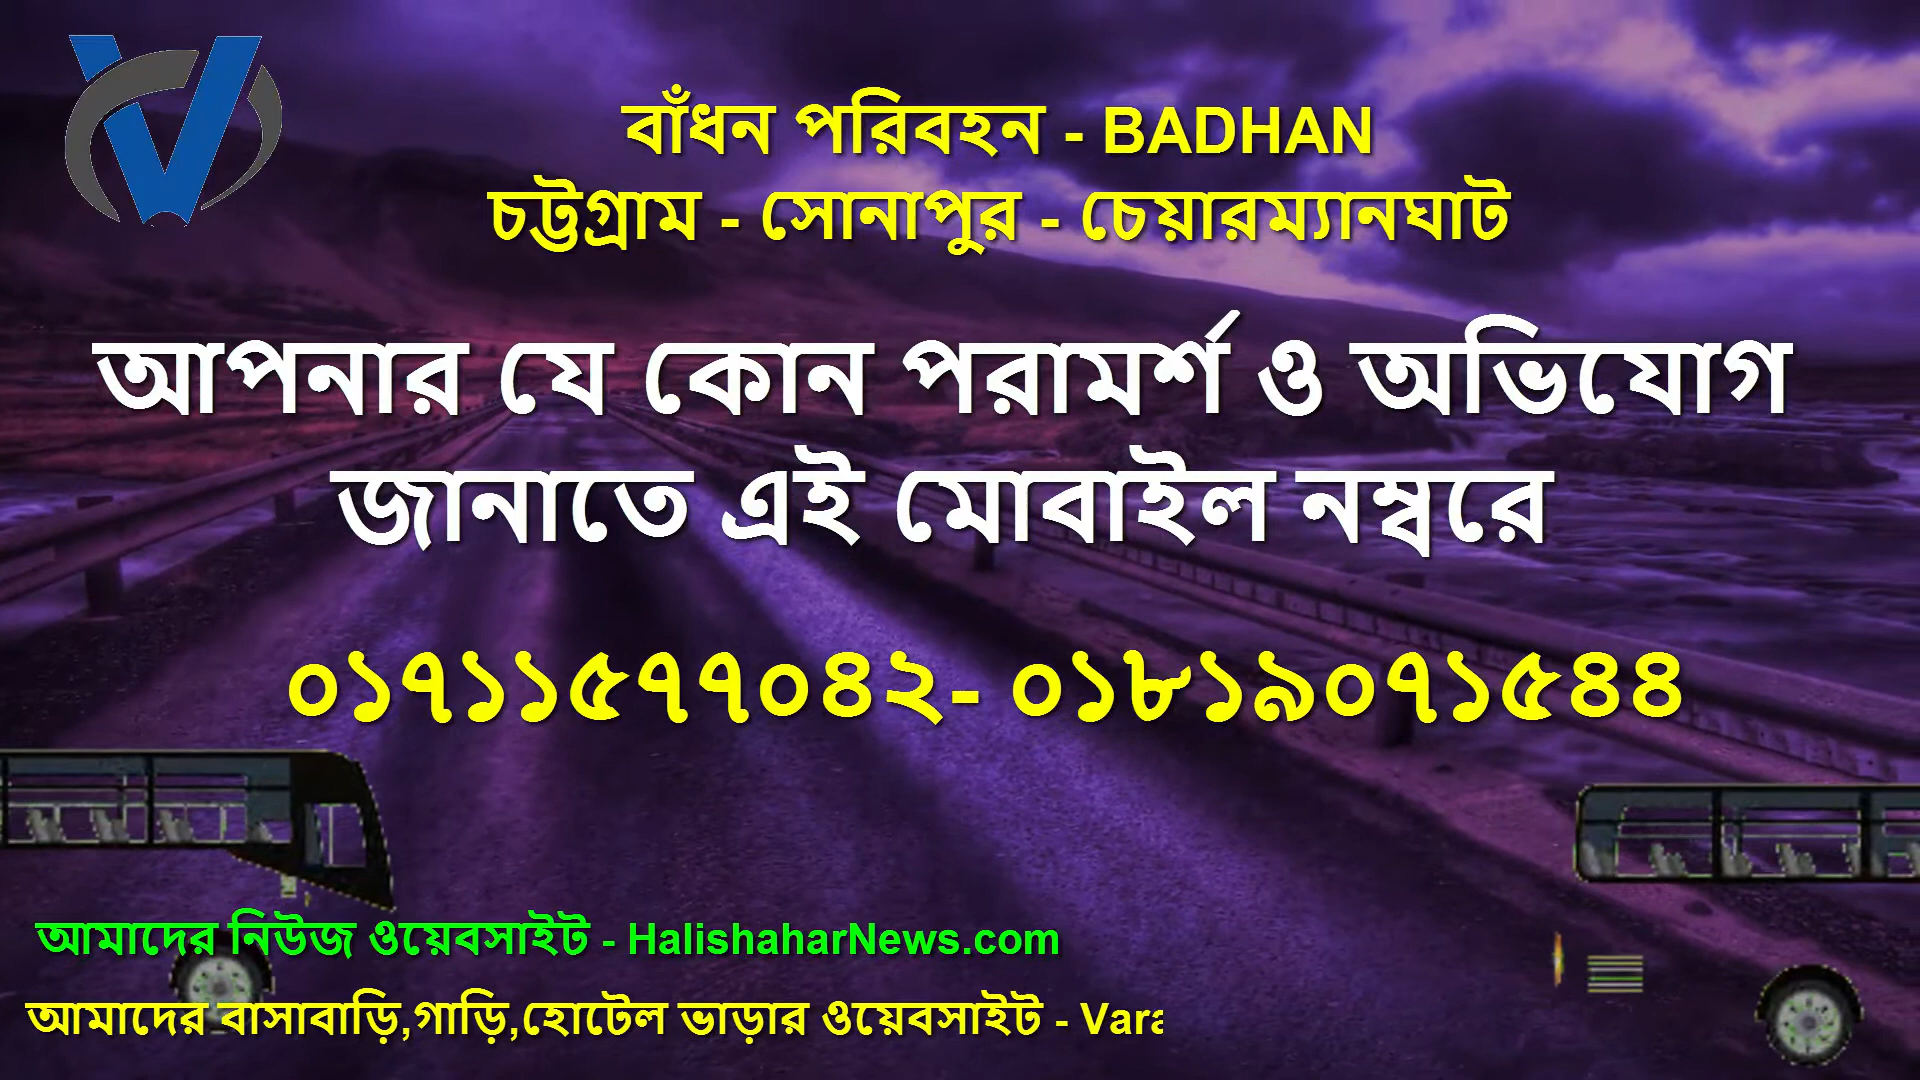 বাঁধন পরিবহন - BADHAN
চট্টগ্রাম - সোনাপুর - চেয়ারম্যানঘাট
আপনার যে কোন পরামর্শ ও অভিযোগ
জানাতে এই মোবাইল নম্বরে
০১৭১১৫৭৭০৪২- ০১৮১৯০৭১৫৪৪
আমাদের নিউজ ওয়েবসাইট - HalishaharNews.com
আমাদের বাসাবাড়ি,গাড়ি,হোটেল ভাড়ার ওয়েবসাইট -